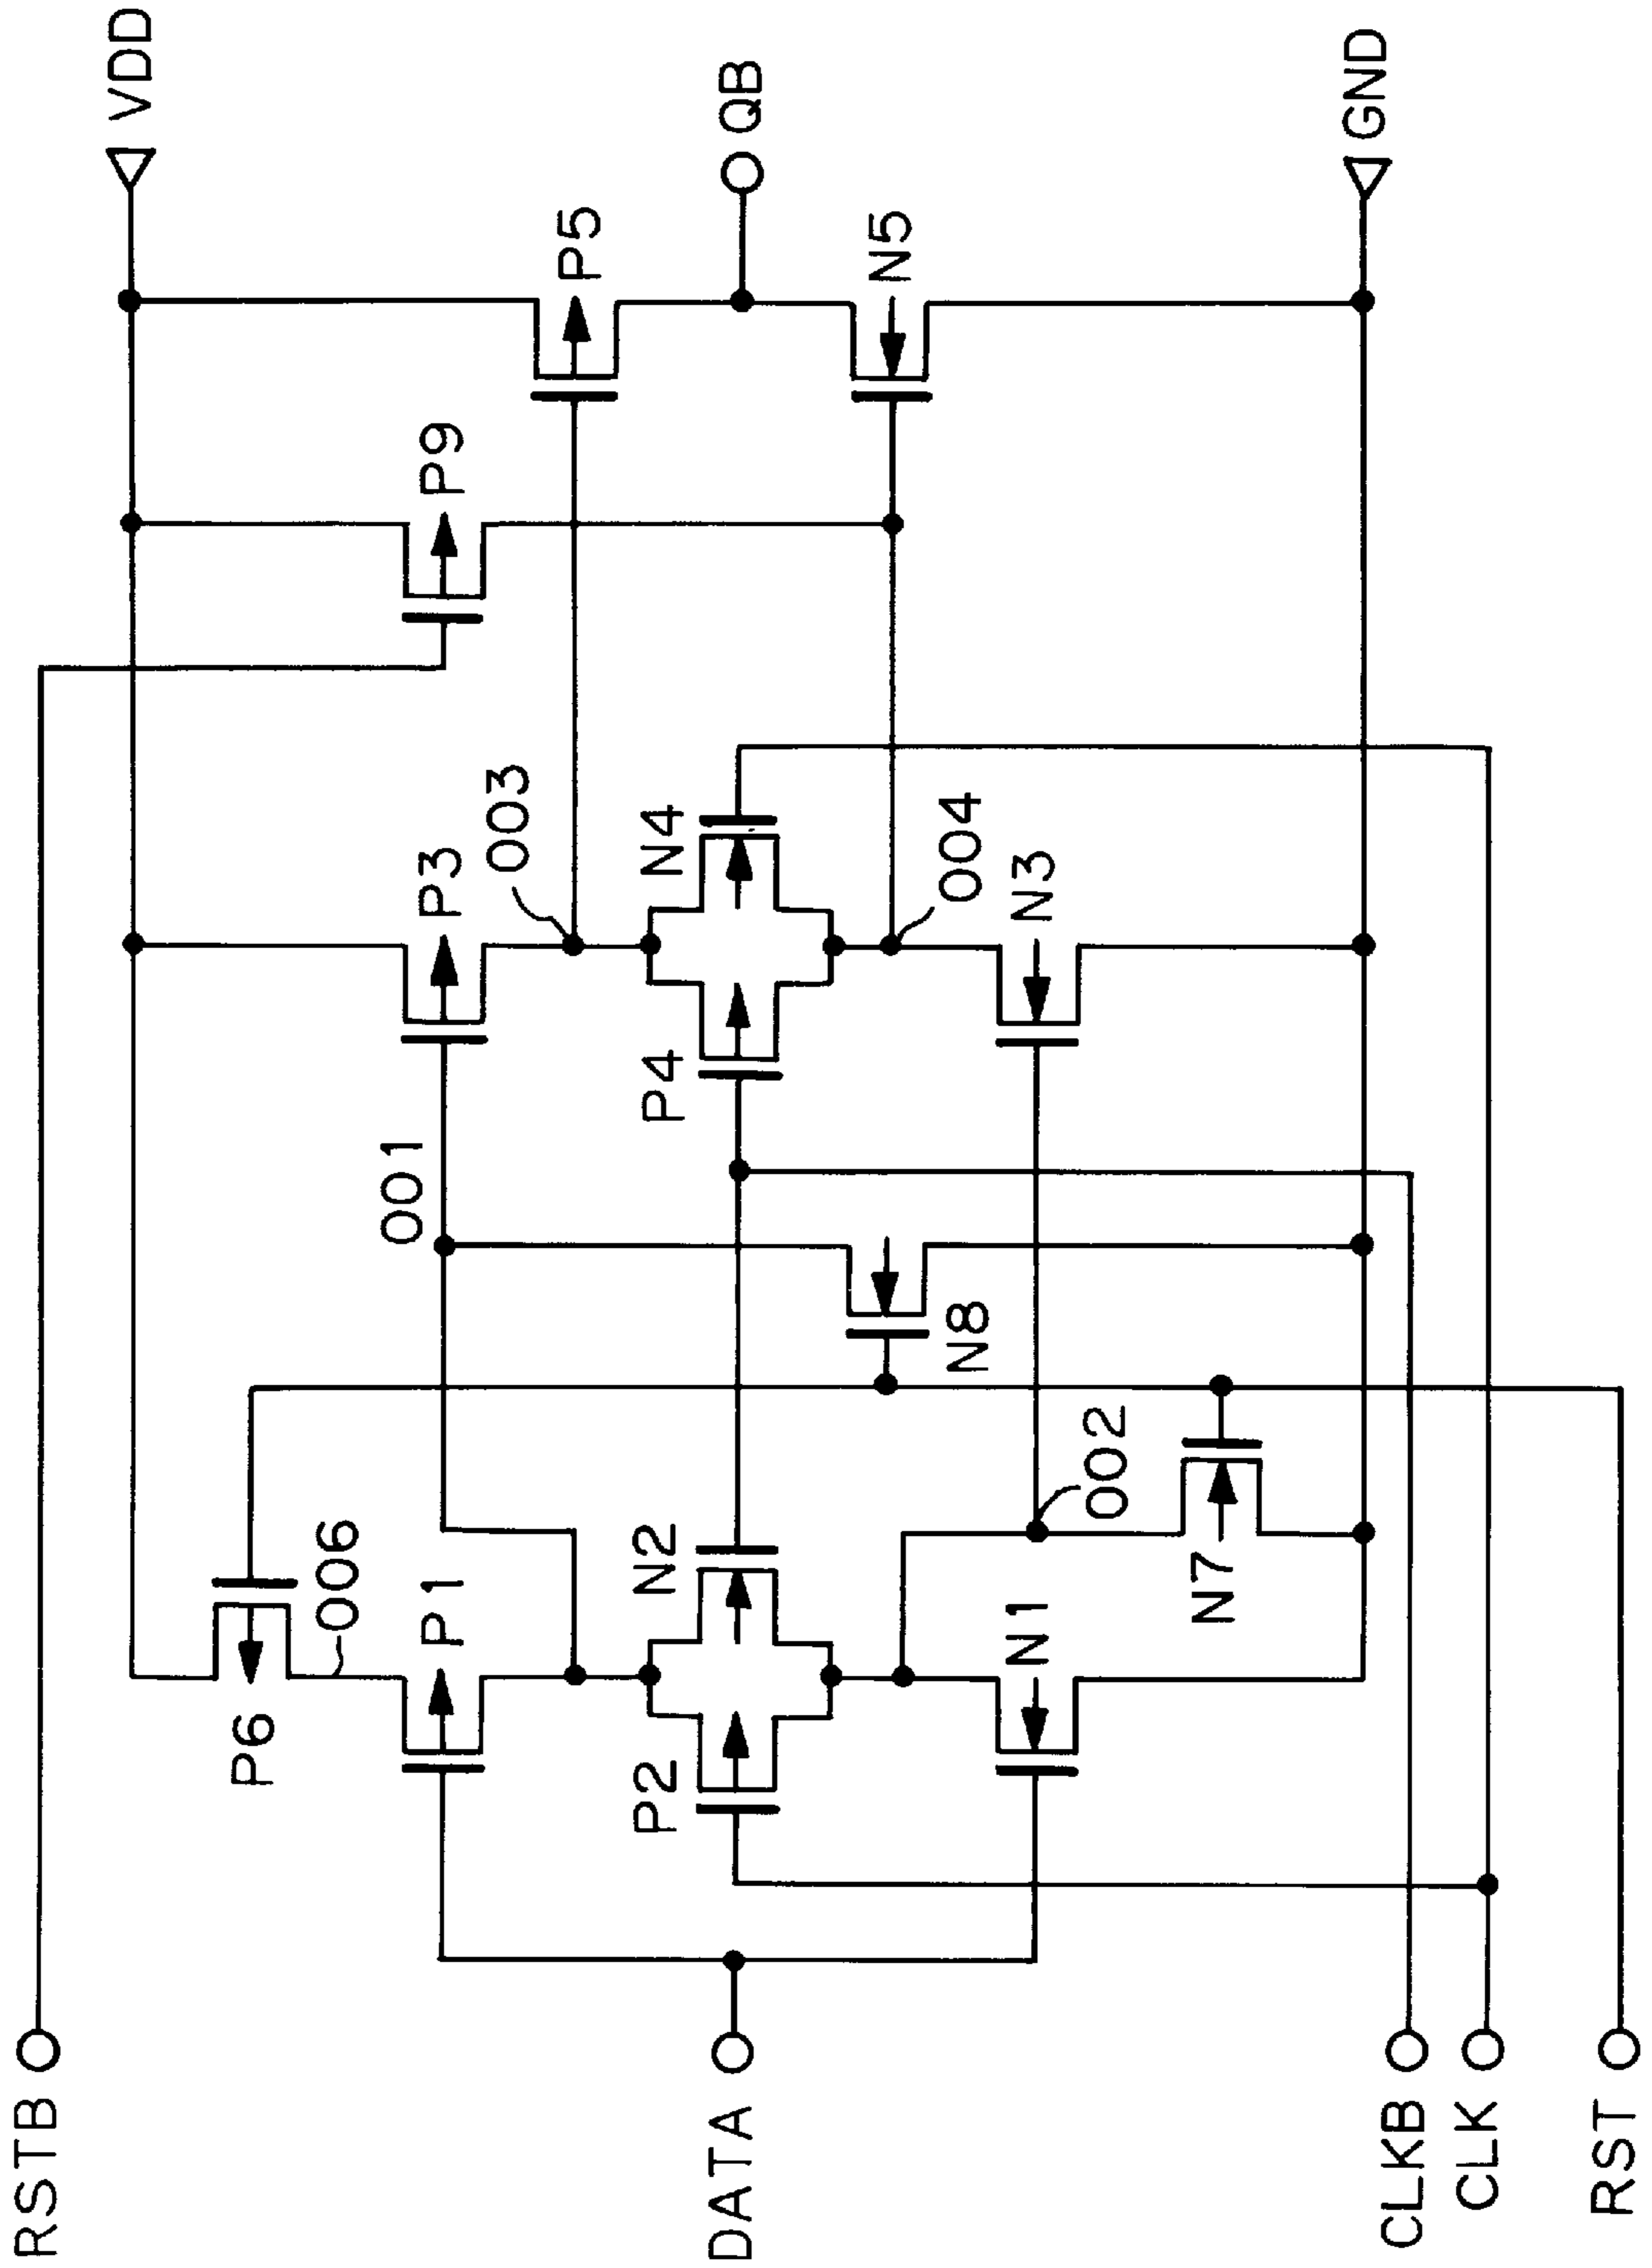 RSTB
VDD
P6
006
P1
001
P3
003
P9
P5
QB
DATA
P2
N2
P4
N4
N1
002
N7
N8
N3
004
N5
GND
CLKB
CLK
RST